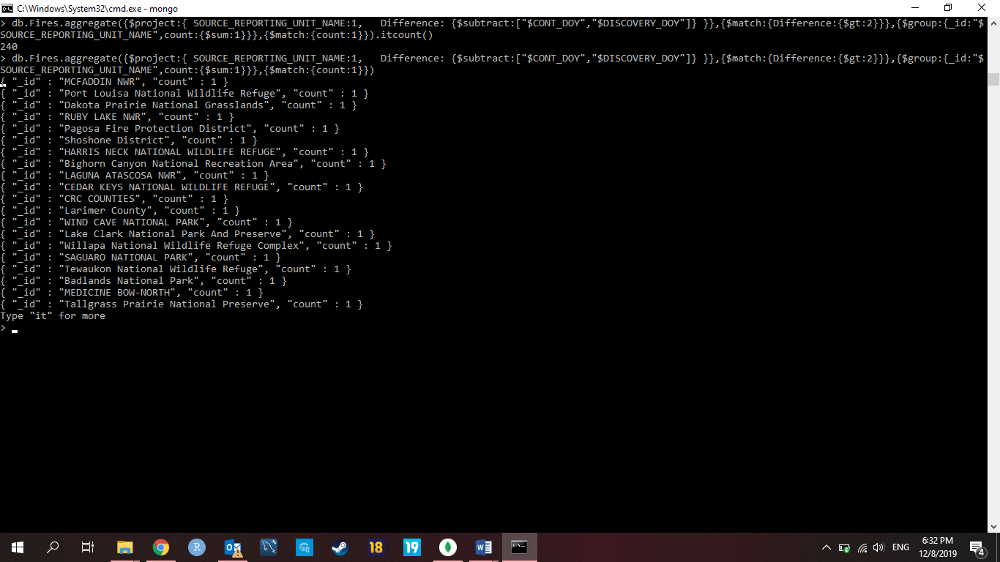 C:\Windows\System32\cmd.exe - mongo
> db.Fires.aggregate({$project:{ SOURCE_REPORTING_UNIT_NAME:1,   Difference: {$subtract:["$CONT_DOY","$DISCOVERY_DOY"]} }},{$match:{Difference:{$gt:2}}},{$group:{_id:"$
SOURCE_REPORTING_UNIT_NAME",count:{$sum:1}}},{$match:{count:1}}).itcount()
240
> db.Fires.aggregate({$project:{ SOURCE_REPORTING_UNIT_NAME:1,   Difference: {$subtract:["$CONT_DOY","$DISCOVERY_DOY"]} }},{$match:{Difference:{$gt:2}}},{$group:{_id:"$
SOURCE_REPORTING_UNIT_NAME",count:{$sum:1}}},{$match:{count:1}})
{ "_id" : "MCFADDIN NWR", "count" : 1 }
{ "_id" : "Port Louisa National Wildlife Refuge", "count" : 1 }
{ "_id" : "Dakota Prairie National Grasslands", "count" : 1 }
{ "_id" : "RUBY LAKE NWR", "count" : 1 }
{ "_id" : "Pagosa Fire Protection District", "count" : 1 }
{ "_id" : "Shoshone District", "count" : 1 }
{ "_id" : "HARRIS NECK NATIONAL WILDLIFE REFUGE", "count" : 1 }
{ "_id" : "Bighorn Canyon National Recreation Area", "count" : 1 }
{ "_id" : "LAGUNA ATASCOSA NWR", "count" : 1 }
{ "_id" : "CEDAR KEYS NATIONAL WILDLIFE REFUGE", "count" : 1 }
{ "_id" : "CRC COUNTIES", "count" : 1 }
{ "_id" : "Larimer County", "count" : 1 }
{ "_id" : "WIND CAVE NATIONAL PARK", "count" : 1 }
{ "_id" : "Lake Clark National Park And Preserve", "count" : 1 }
{ "_id" : "Willapa National Wildlife Refuge Complex", "count" : 1 }
{ "_id" : "SAGUARO NATIONAL PARK", "count" : 1 }
{ "_id" : "Tewaukon National Wildlife Refuge", "count" : 1 }
{ "_id" : "Badlands National Park", "count" : 1 }
{ "_id" : "MEDICINE BOW-NORTH", "count" : 1 }
{ "_id" : "Tallgrass Prairie National Preserve", "count" : 1 }
Type "it" for more
>
R
18
19
ENG
6:32 PM
12/8/2019
4